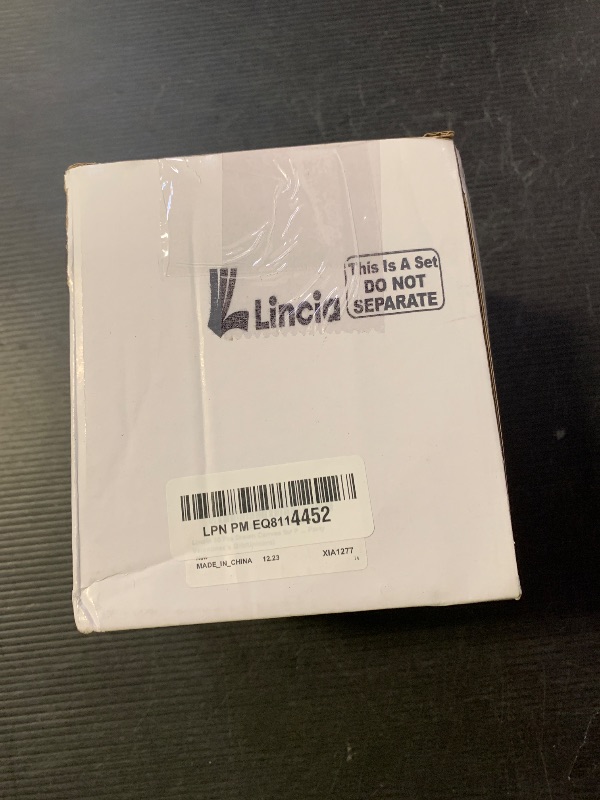 Lincia
This Is A Set
DO NOT
SEPARATE
LPN PM EQ8114452
MADE_IN_CHINA 12.23 XIA1277